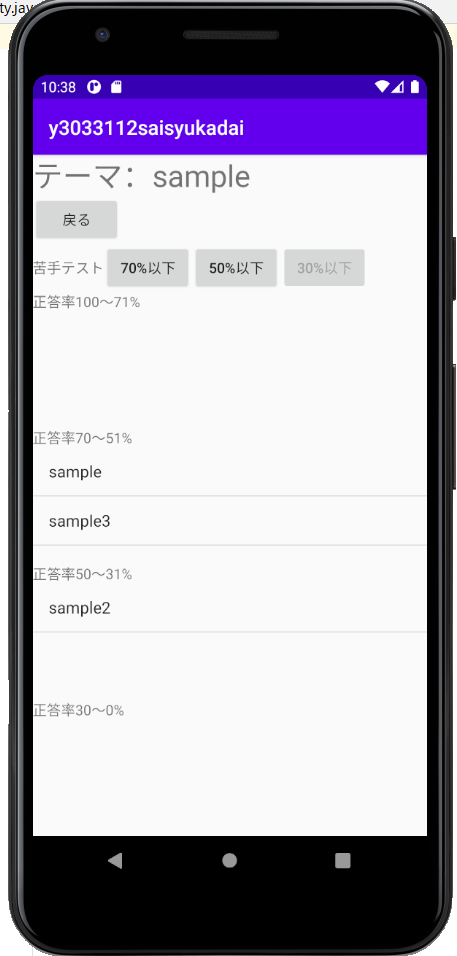 ty.jav
10:38
y3033112saisyukadai
テーマ：sample
戻る
苦手テスト 70%以下 50%以下 30%以下
正答率100～71%
正答率70～51%
sample
sample3
正答率50～31%
sample2
正答率30～0%